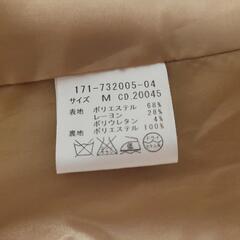 171-732005-04
サイズ M CD.20045
表地 ポリエステル 68%
レーヨン 28%
ポリウレタン 4%
裏地 ポリエステル 100%